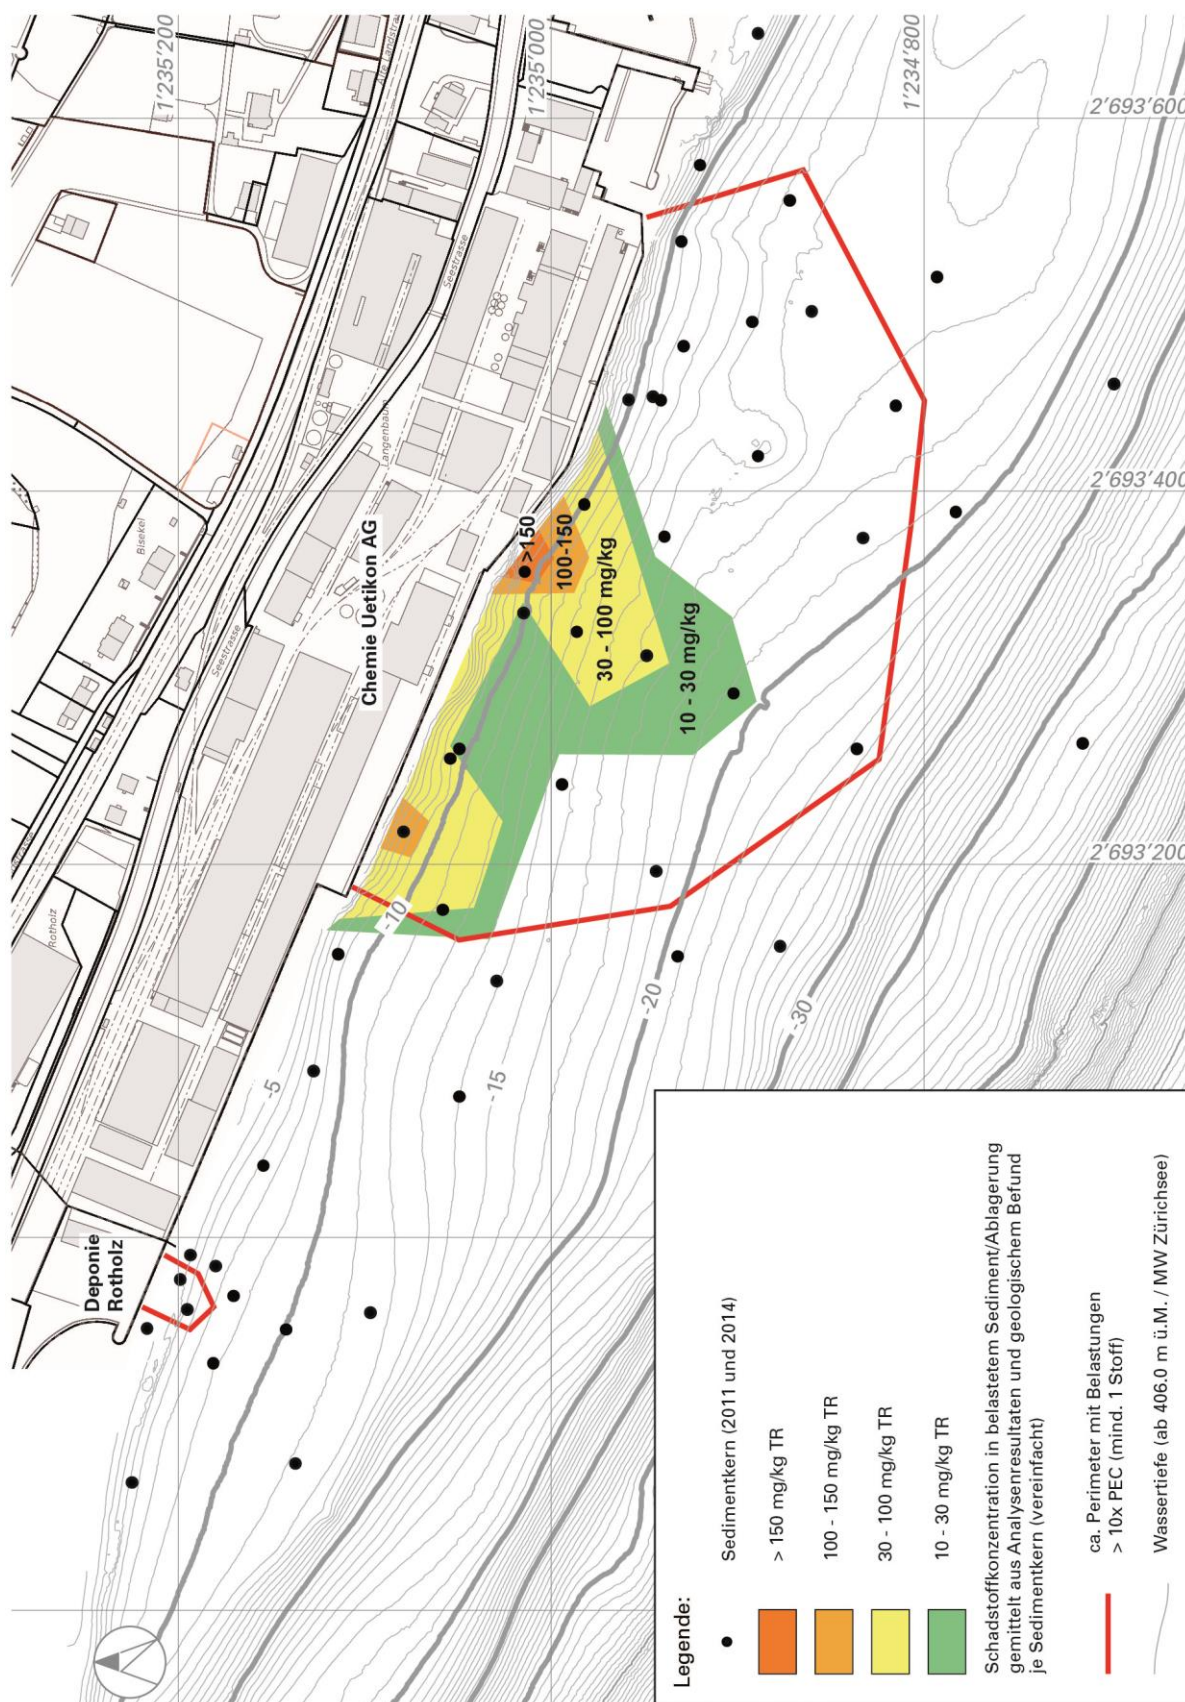 1'235'200
1'235'000
1'234'800
2'693'600
2'693'400
2'693'200
Alte Landstrasse
Seestrasse
Langenbaum
Bisekel
Seestrasse
strasse
Rotholz
Chemie Uetikon AG
Deponie
Rotholz
>150
100-150
30 - 100 mg/kg
10 - 30 mg/kg
-5
-10
-15
-20
-30
Legende:
Sedimentkern (2011 und 2014)
> 150 mg/kg TR
100 - 150 mg/kg TR
30 - 100 mg/kg TR
10 - 30 mg/kg TR
Schadstoffkonzentration in belastetem Sediment/Ablagerung
gemittelt aus Analysenresultaten und geologischem Befund
je Sedimentkern (vereinfacht)
ca. Perimeter mit Belastungen
> 10x PEC (mind. 1 Stoff)
Wassertiefe (ab 406.0 m ü.M. / MW Zürichsee)